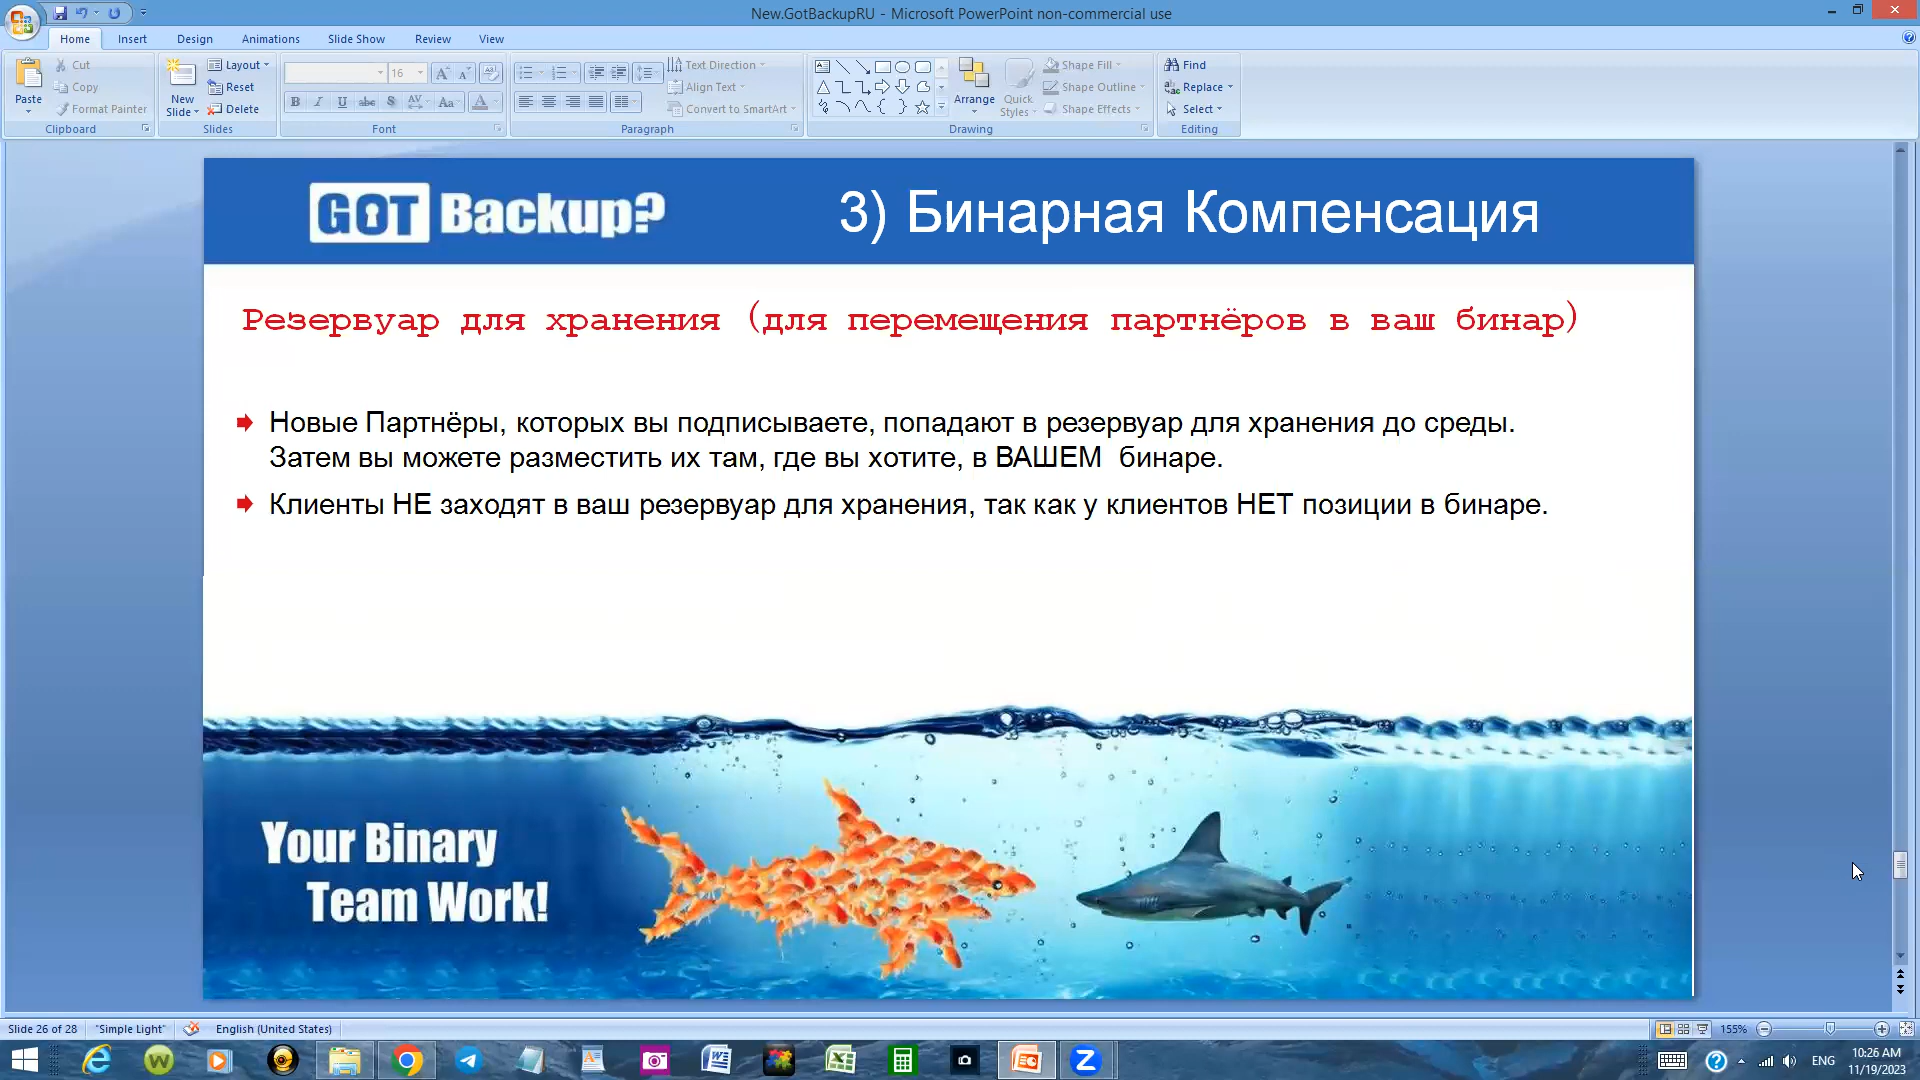 New.GotBackupRU - Microsoft PowerPoint non-commercial use
Home Insert Design Animations Slide Show Review View
Paste
Cut
Copy
Format Painter
Clipboard
New Slide
Layout
Reset
Delete
Slides
16
Font
Text Direction
Align Text
Convert to SmartArt
Paragraph
Arrange
Quick Styles
Shape Fill
Shape Outline
Shape Effects
Drawing
Find
Replace
Select
Editing
GOT Backup?
3) Бинарная Компенсация
Резервуар для хранения (для перемещения партнёров в ваш бинар)
Новые Партнёры, которых вы подписываете, попадают в резервуар для хранения до среды.
Затем вы можете разместить их там, где вы хотите, в ВАШЕМ бинаре.
Клиенты НЕ заходят в ваш резервуар для хранения, так как у клиентов НЕТ позиции в бинаре.
Your Binary
Team Work!
Slide 26 of 28 "Simple Light" English (United States) 155%
ENG
10:26 AM
11/19/2023